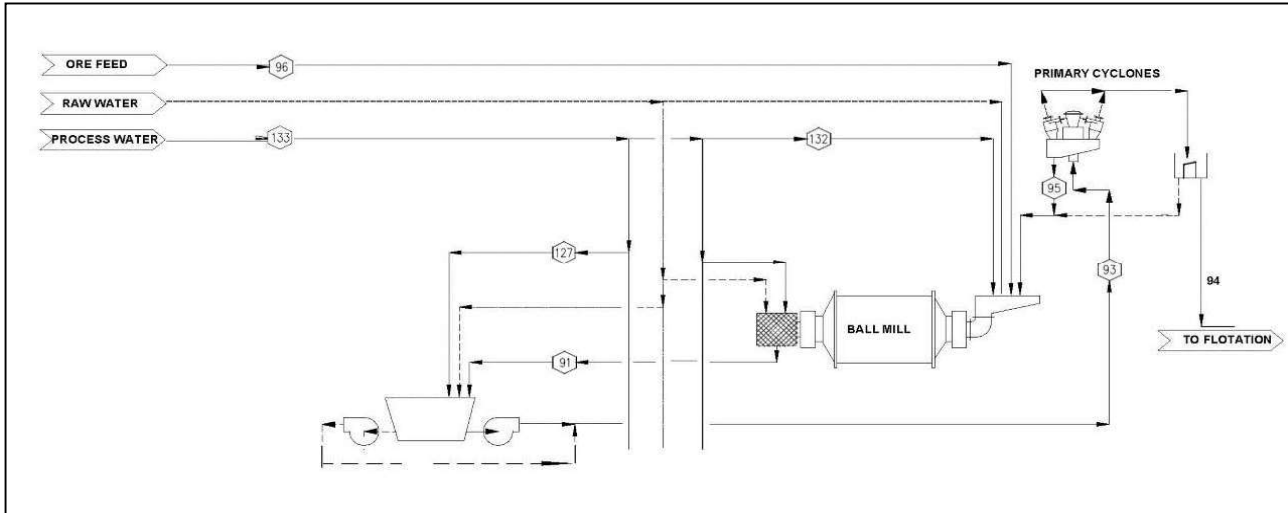 ORE FEED
96
PRIMARY CYCLONES
RAW WATER
PROCESS WATER
133
132
95
127
93
94
BALL MILL
TO FLOTATION
91